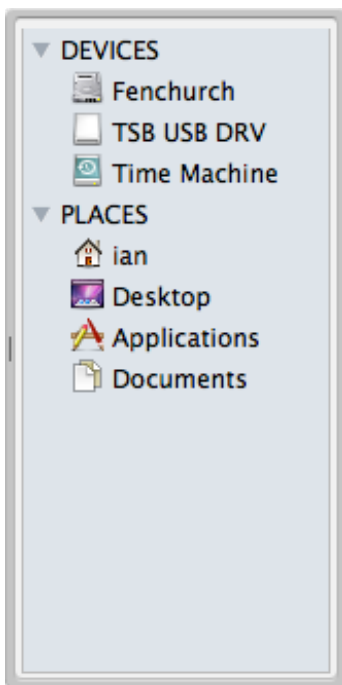 DEVICES
Fenchurch
TSB USB DRV
Time Machine
PLACES
ian
Desktop
Applications
Documents